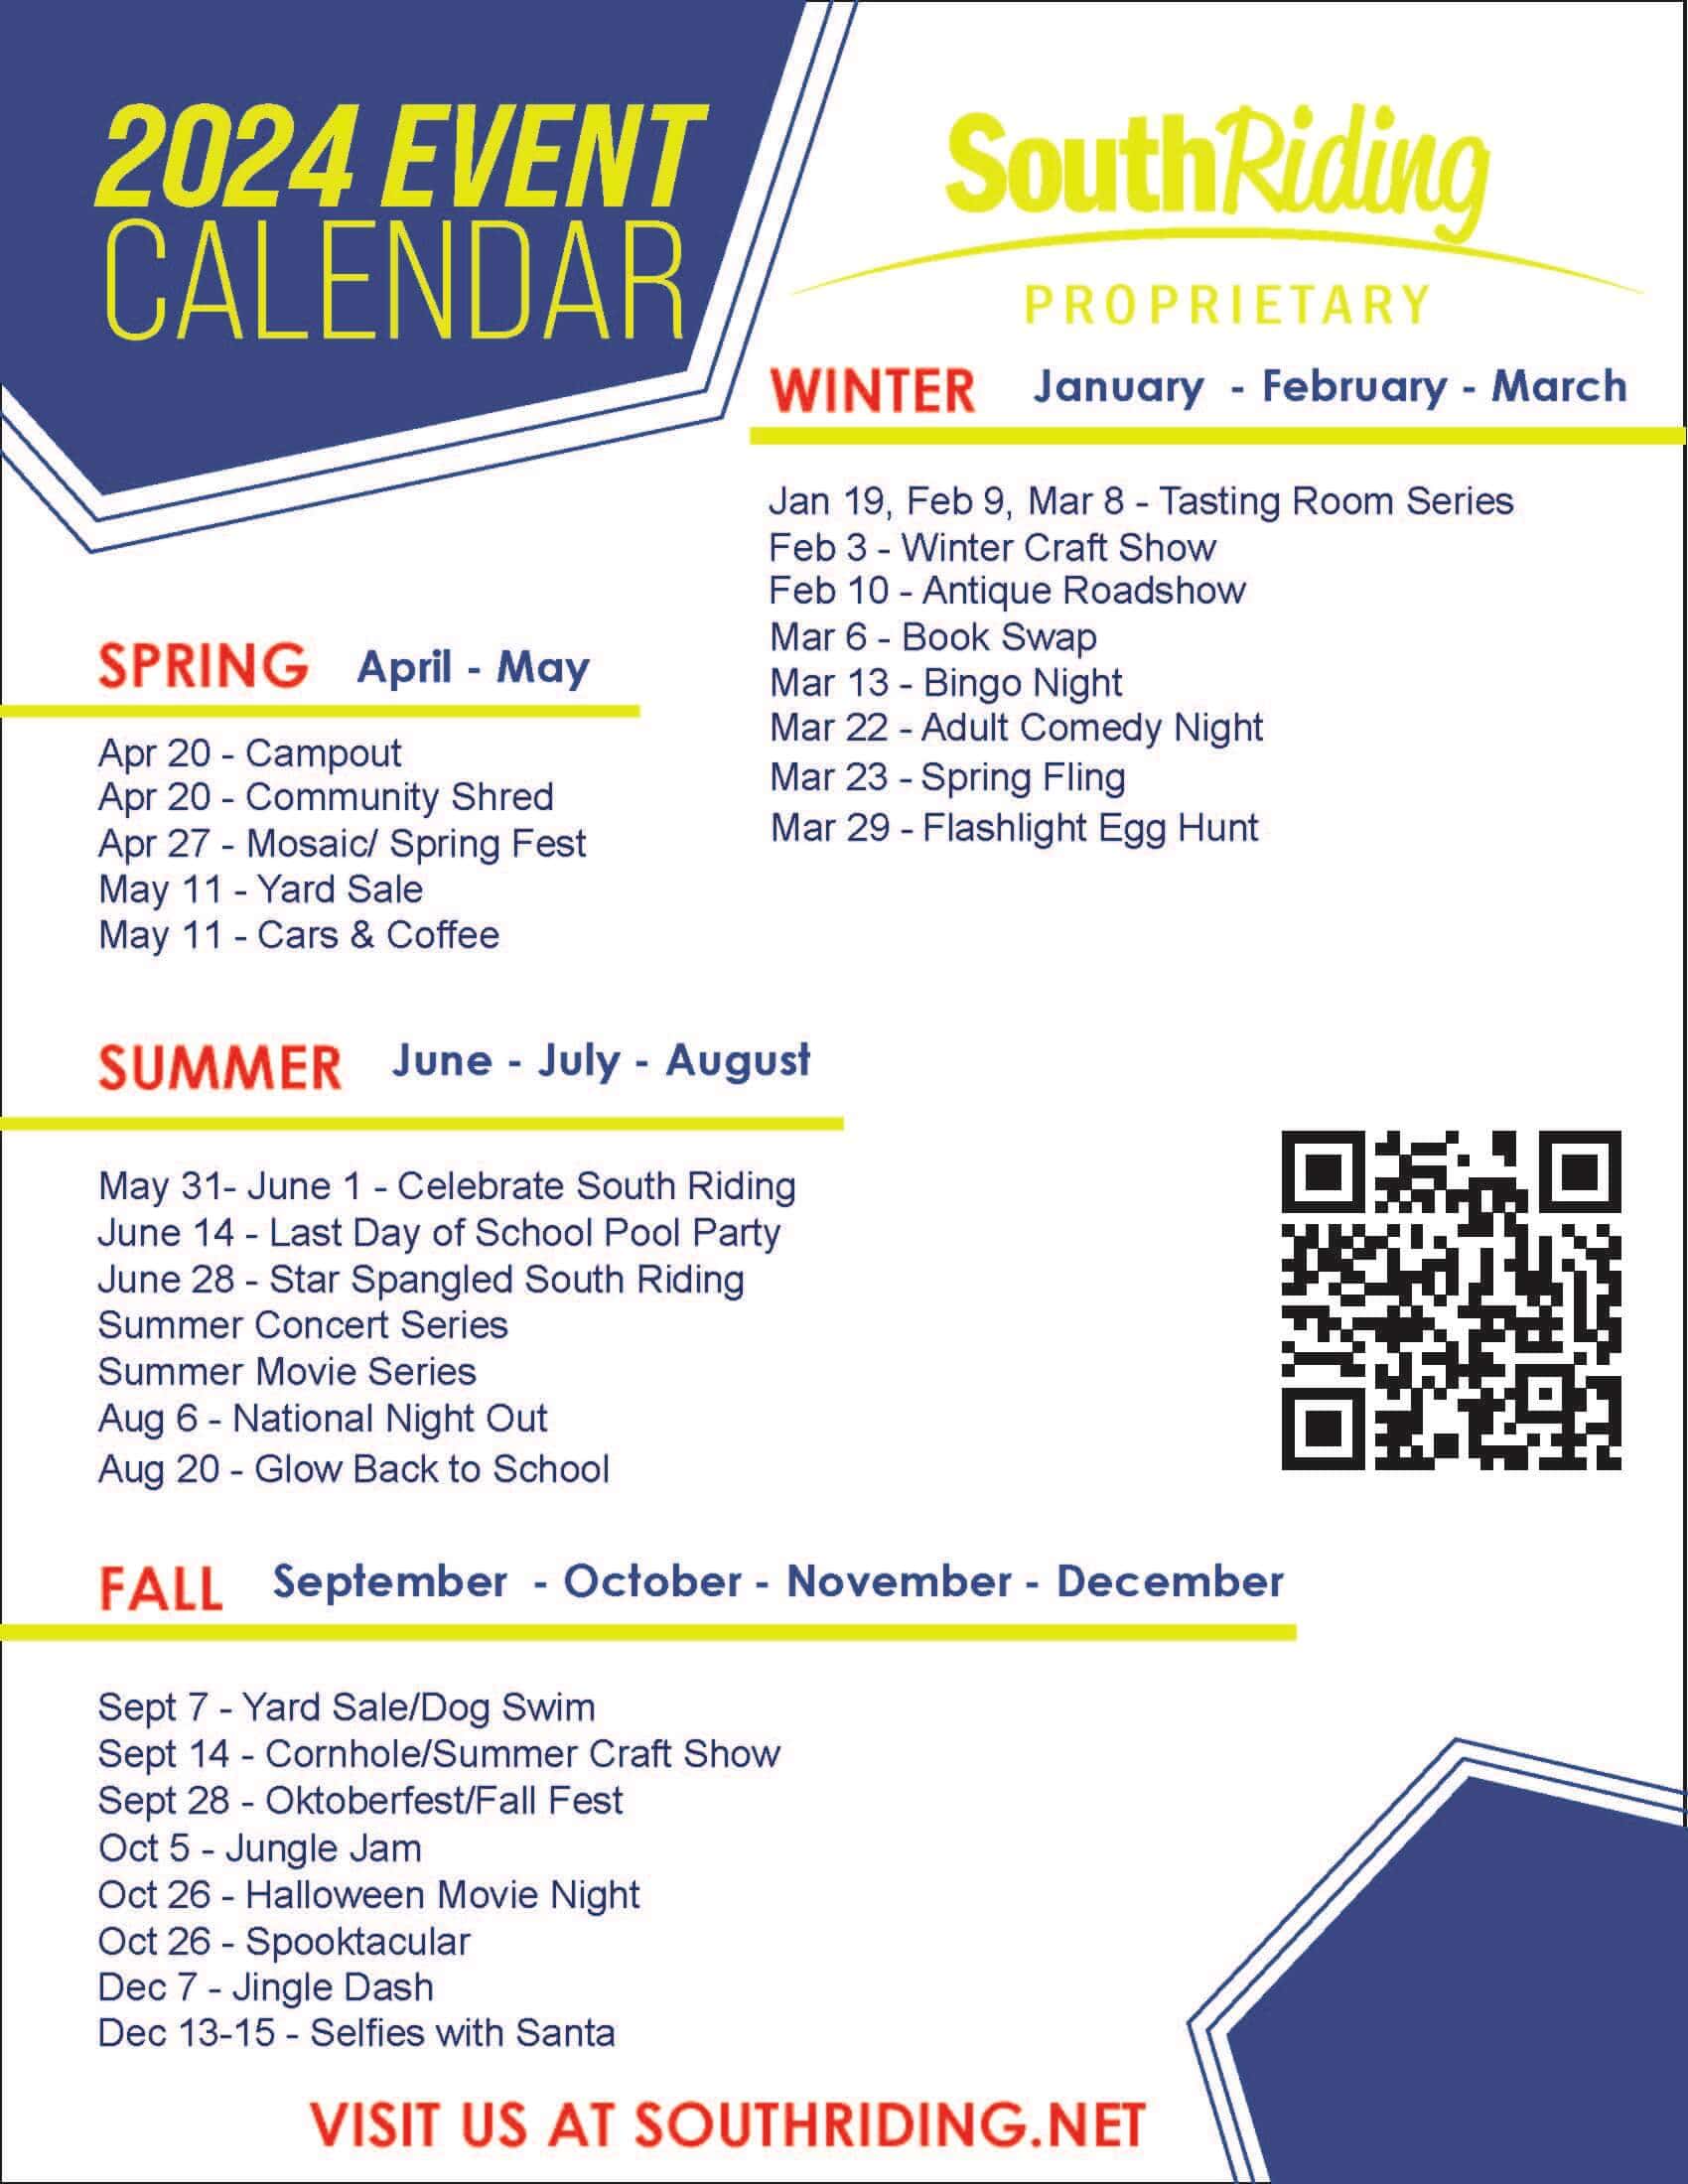 2024 EVENT
CALENDAR
SouthRiding
PROPRIETARY
WINTER January - February - March
Jan 19, Feb 9, Mar 8 - Tasting Room Series
Feb 3 - Winter Craft Show
Feb 10 - Antique Roadshow
Mar 6 - Book Swap
Mar 13 - Bingo Night
Mar 22 - Adult Comedy Night
Mar 23 - Spring Fling
Mar 29 - Flashlight Egg Hunt
SPRING April - May
Apr 20 - Campout
Apr 20 - Community Shred
Apr 27 - Mosaic/ Spring Fest
May 11 - Yard Sale
May 11 - Cars & Coffee
SUMMER June - July - August
May 31- June 1 - Celebrate South Riding
June 14 - Last Day of School Pool Party
June 28 - Star Spangled South Riding
Summer Concert Series
Summer Movie Series
Aug 6 - National Night Out
Aug 20 - Glow Back to School
FALL September - October - November - December
Sept 7 - Yard Sale/Dog Swim
Sept 14 - Cornhole/Summer Craft Show
Sept 28 - Oktoberfest/Fall Fest
Oct 5 - Jungle Jam
Oct 26 - Halloween Movie Night
Oct 26 - Spooktacular
Dec 7 - Jingle Dash
Dec 13-15 - Selfies with Santa
VISIT US AT SOUTHRIDING.NET